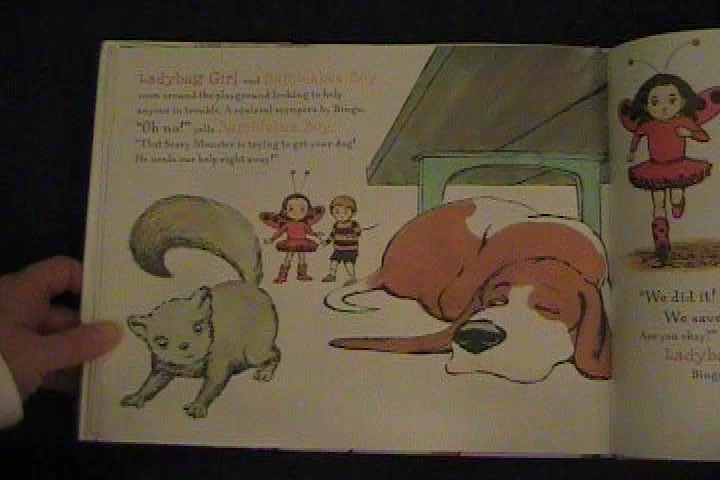 Ladybug Girl and Bumblebee Boy
zoom around the playground looking to help
anyone in trouble. A squirrel scampers by Bingo.
"Oh no!" yells Bumblebee Boy.
"That Scary Monster is trying to get your dog!
He needs our help right away!"
"We did it!
We save
Are you okay?"
Ladyb
Bingo